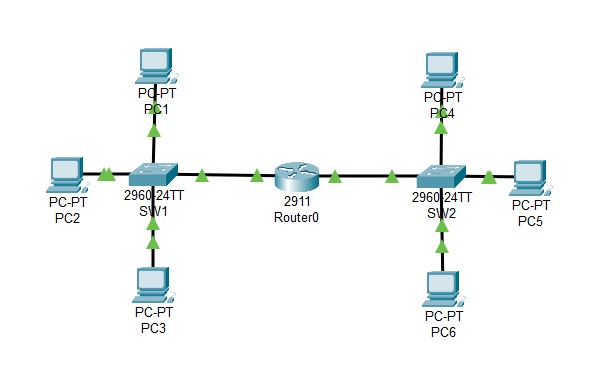 PC-PT
PC1
PC-PT
PC4
PC-PT
PC2
2960-24TT
SW1
2911
Router0
2960-24TT
SW2
PC-PT
PC5
PC-PT
PC3
PC-PT
PC6